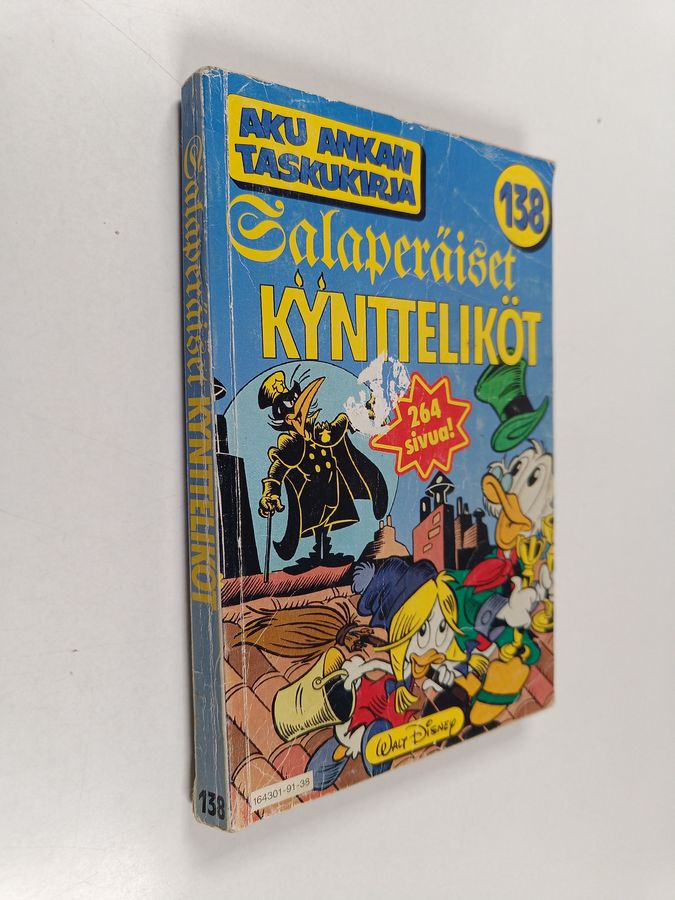 AKU ANKAN
TASKUKIRJA
138
Salaperäiset
KYNTTELIKÖT
264
sivua!
WALT DISNEY
164301-91-38
Salaperäiset KYNTTELIKÖT
138